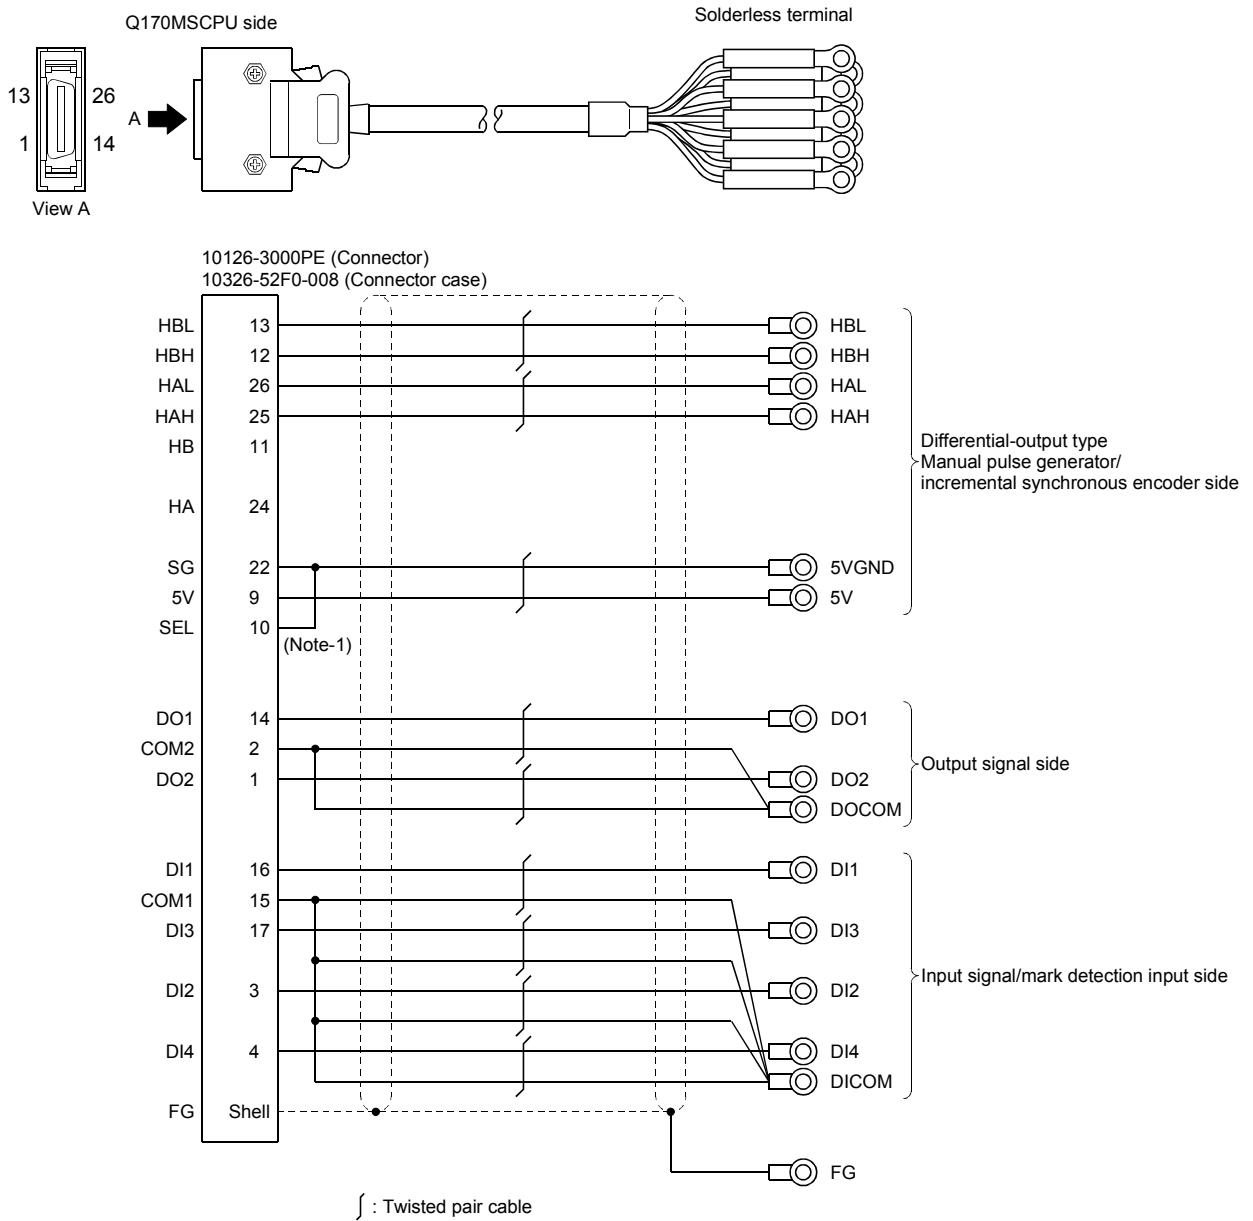 Q170MSCPU side
Solderless terminal
13 26
A
1 14
View A
10126-3000PE (Connector)
10326-52F0-008 (Connector case)
HBL 13 HBL
HBH 12 HBH
HAL 26 HAL
HAH 25 HAH
HB 11
Differential-output type
Manual pulse generator/
incremental synchronous encoder side
HA 24
SG 22 5VGND
5V 9 5V
SEL 10
(Note-1)
DO1 14 DO1
COM2 2
Output signal side
DO2 1 DO2
DOCOM
DI1 16 DI1
COM1 15
DI3 17 DI3
Input signal/mark detection input side
DI2 3 DI2
DI4 4 DI4
DICOM
FG Shell
FG
: Twisted pair cable